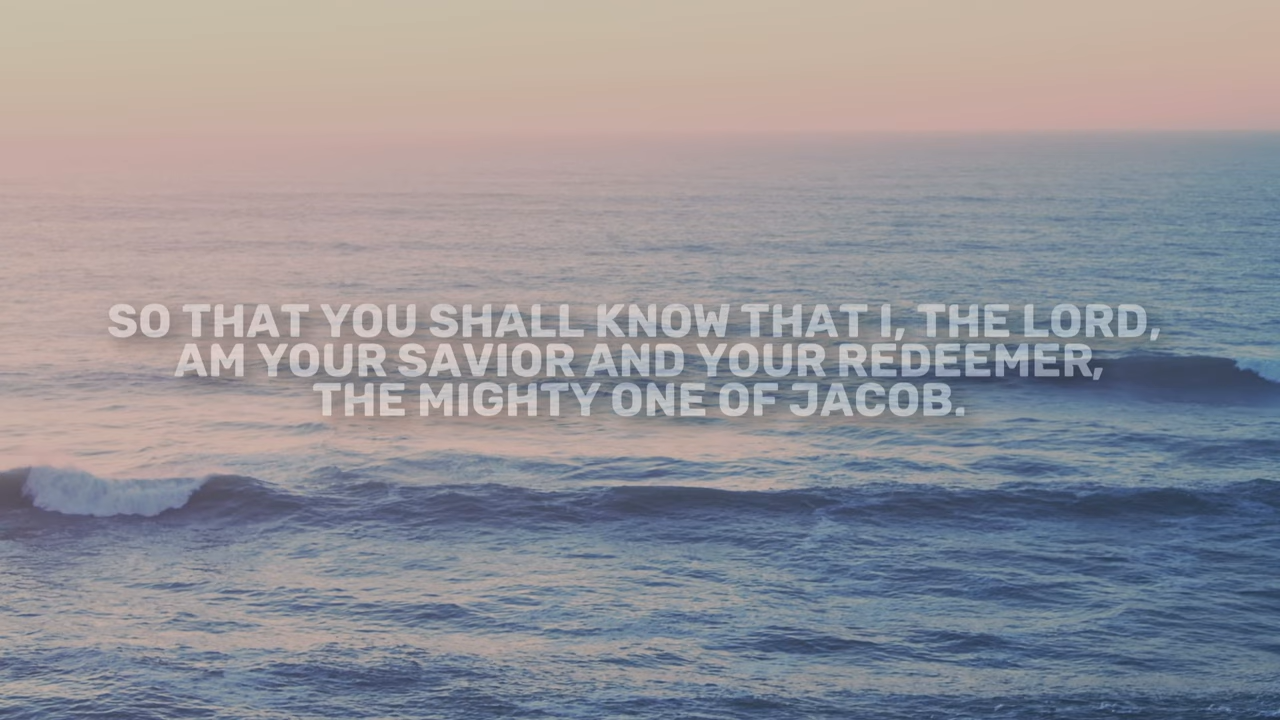 SO THAT YOU SHALL KNOW THAT I, THE LORD,
AM YOUR SAVIOR AND YOUR REDEEMER,
THE MIGHTY ONE OF JACOB.